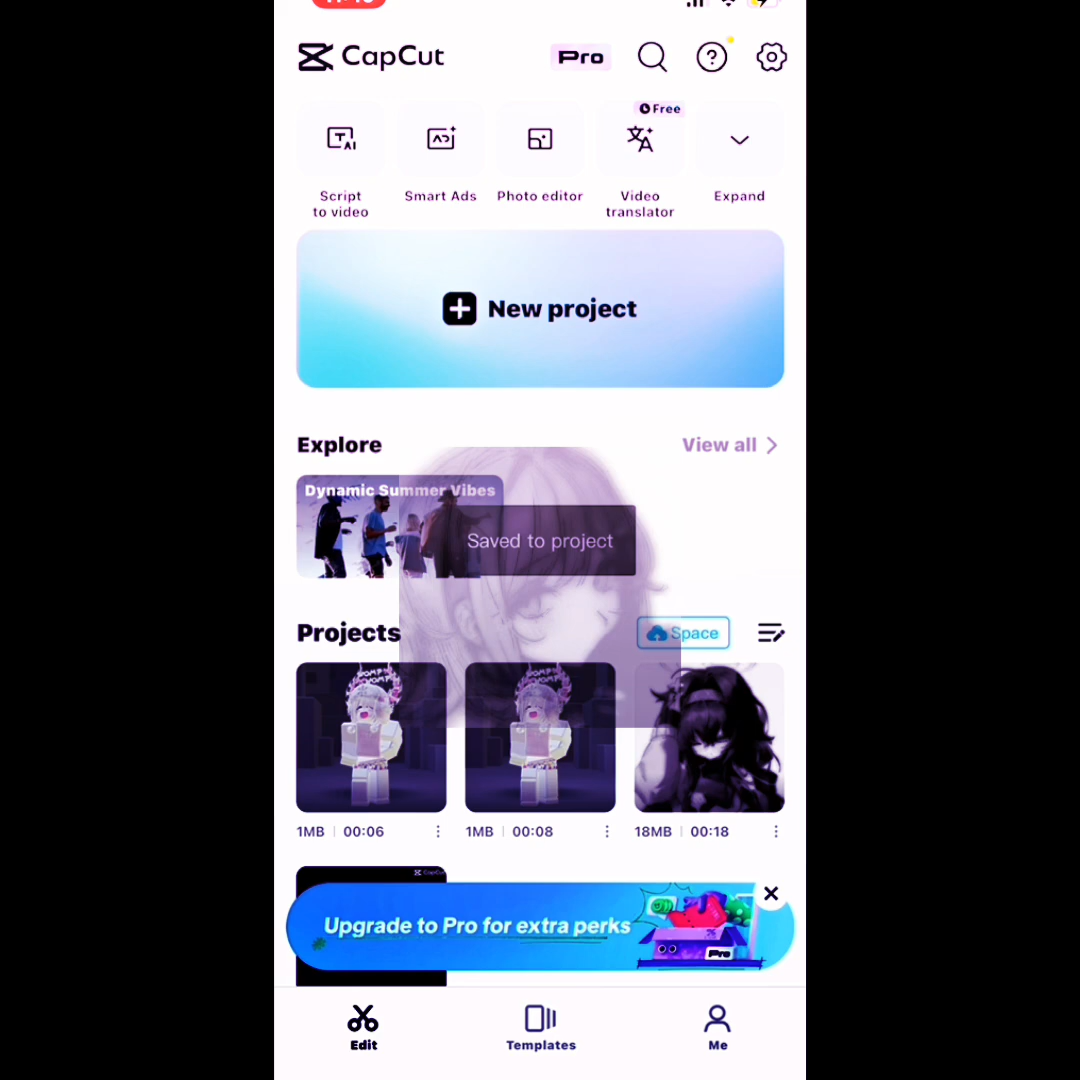 CapCut
Pro
Free
Script
to video
Smart Ads
Photo editor
Video
translator
Expand
New project
Explore
View all
Dynamic Summer Vibes
Saved to project
Projects
Space
1MB
00:06
1MB
00:08
18MB
00:18
CapCut
Upgrade to Pro for extra perks
Pro
Edit
Templates
Me